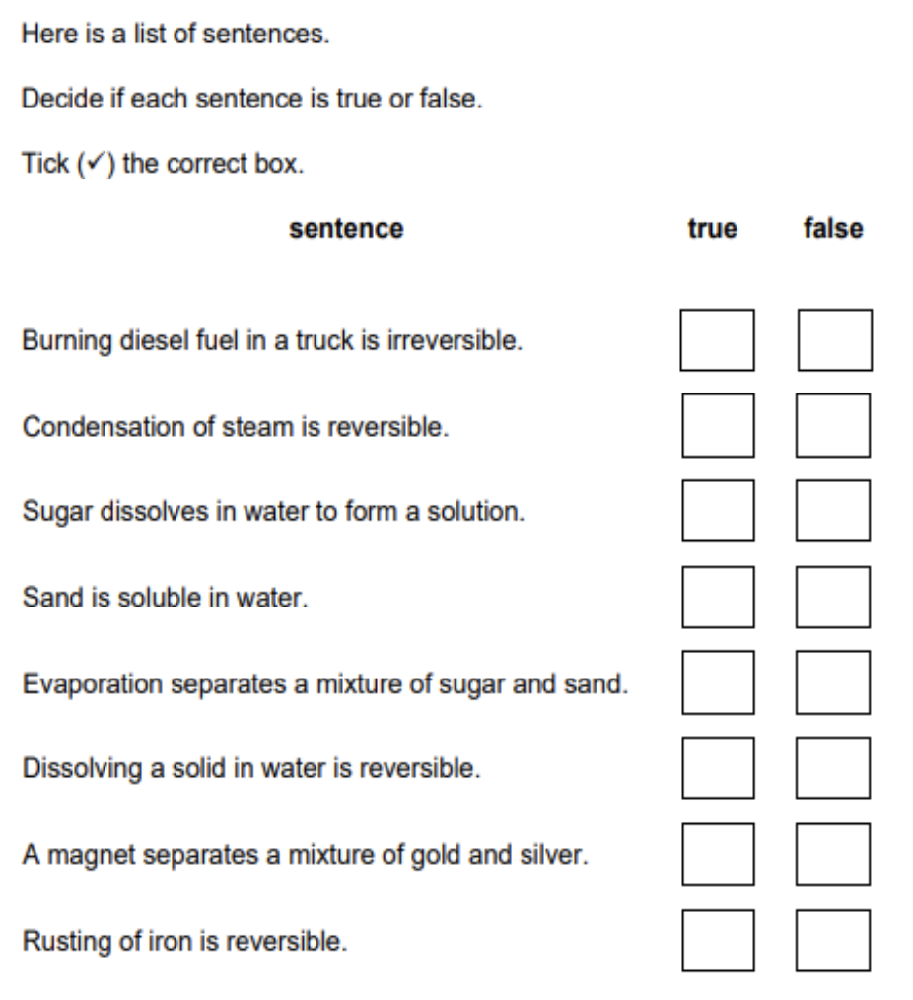 Here is a list of sentences.
Decide if each sentence is true or false.
Tick (✓) the correct box.
sentence true false
Burning diesel fuel in a truck is irreversible.
Condensation of steam is reversible.
Sugar dissolves in water to form a solution.
Sand is soluble in water.
Evaporation separates a mixture of sugar and sand.
Dissolving a solid in water is reversible.
A magnet separates a mixture of gold and silver.
Rusting of iron is reversible.